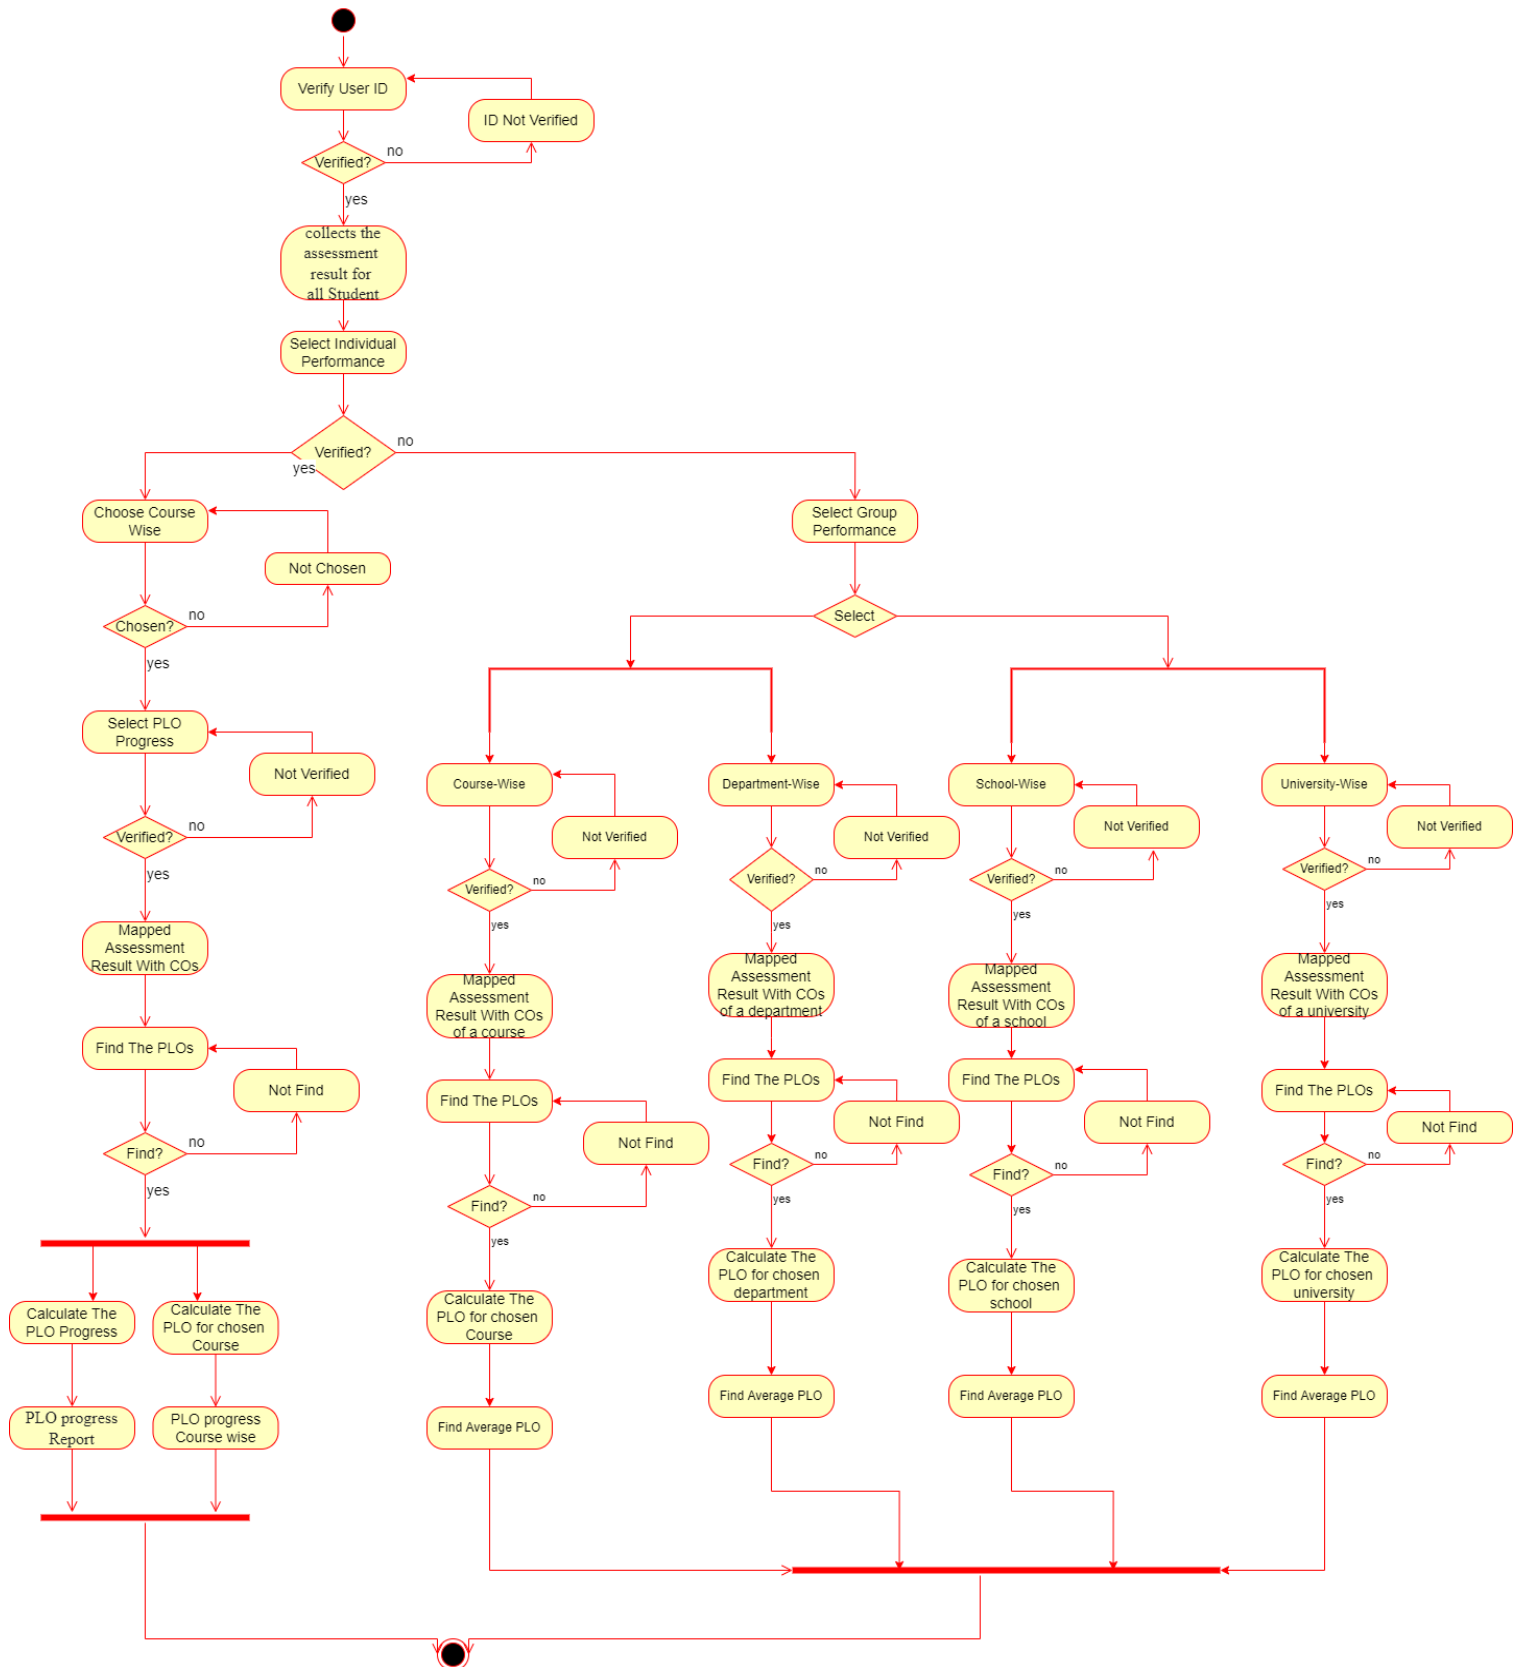 Verify User ID
ID Not Verified
Verified?
no
yes
collects the
assessment
result for
all Student
Select Individual
Performance
Verified?
no
yes
Choose Course
Wise
Not Chosen
Chosen?
no
yes
Select PLO
Progress
Not Verified
Verified?
no
yes
Mapped
Assessment
Result With COs
Find The PLOs
Not Find
Find?
no
yes
Calculate The
PLO Progress
Calculate The
PLO for chosen
Course
PLO progress
Report
PLO progress
Course wise
Select Group
Performance
Select
Course-Wise
Not Verified
Verified?
no
yes
Mapped
Assessment
Result With COs
of a course
Find The PLOs
Not Find
Find?
no
yes
Calculate The
PLO for chosen
Course
Find Average PLO
Department-Wise
Not Verified
Verified?
no
yes
Mapped
Assessment
Result With COs
of a department
Find The PLOs
Not Find
Find?
no
yes
Calculate The
PLO for chosen
department
Find Average PLO
School-Wise
Not Verified
Verified?
no
yes
Mapped
Assessment
Result With COs
of a school
Find The PLOs
Not Find
Find?
no
yes
Calculate The
PLO for chosen
school
Find Average PLO
University-Wise
Not Verified
Verified?
no
yes
Mapped
Assessment
Result With COs
of a university
Find The PLOs
Not Find
Find?
no
yes
Calculate The
PLO for chosen
university
Find Average PLO